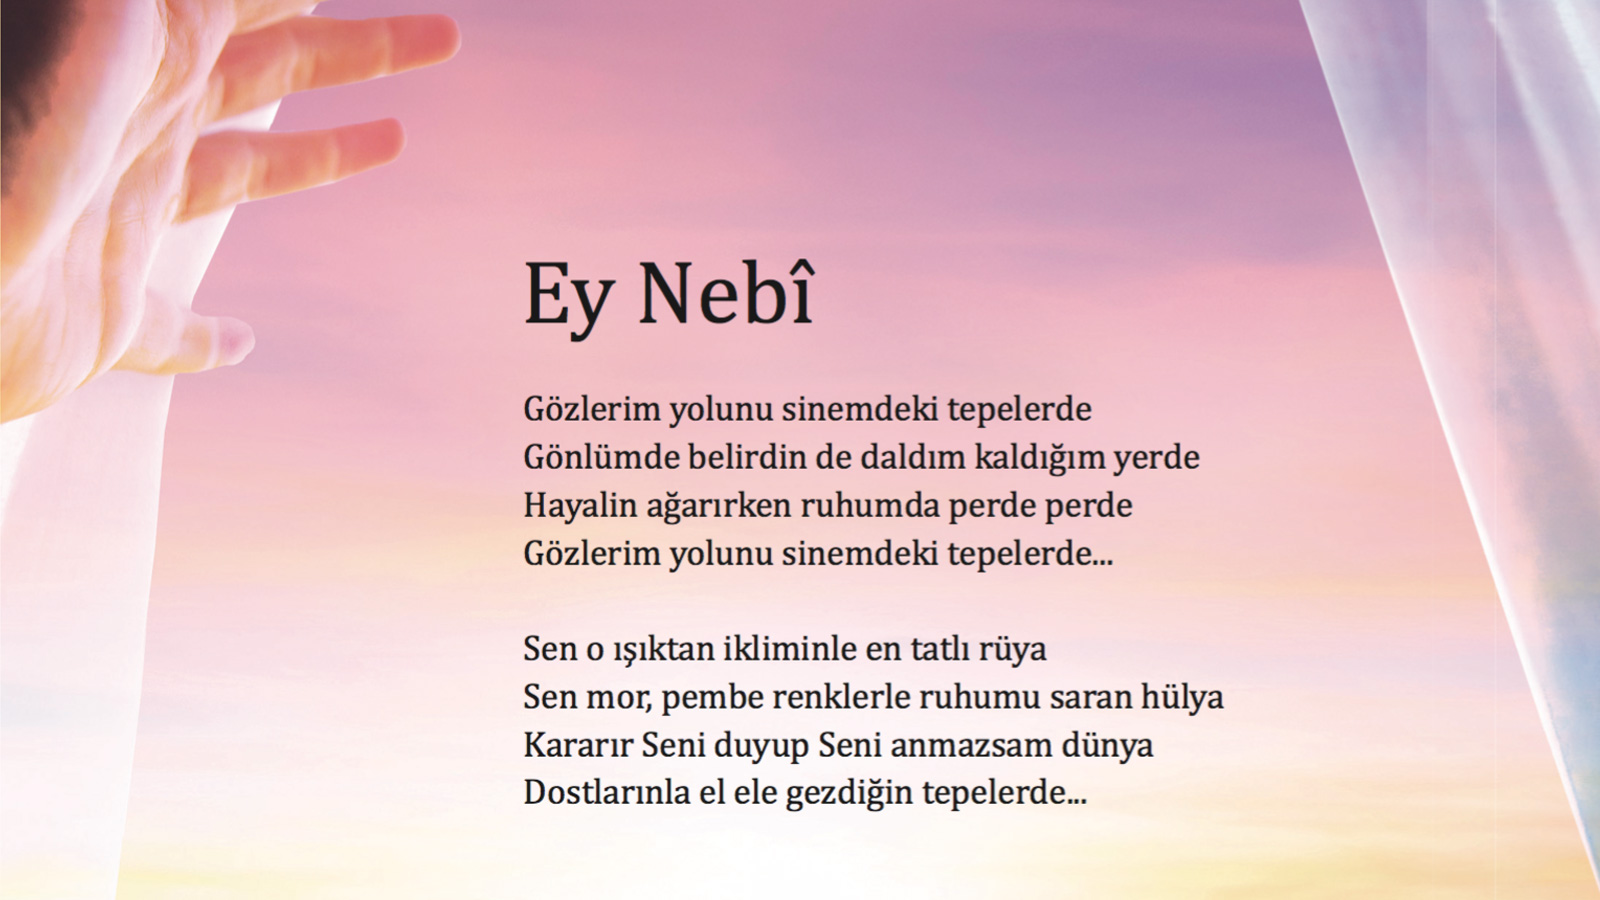 Ey Nebî
Gözlerim yolunu sinemdeki tepelerde
Gönlümde belirdin de daldım kaldığım yerde
Hayalin ağarırken ruhumda perde perde
Gözlerim yolunu sinemdeki tepelerde...
Sen o ışıktan ikliminle en tatlı rüya
Sen mor, pembe renklerle ruhumu saran hülya
Kararır Seni duyup Seni anmazsam dünya
Dostlarınla el ele gezdiğin tepelerde...